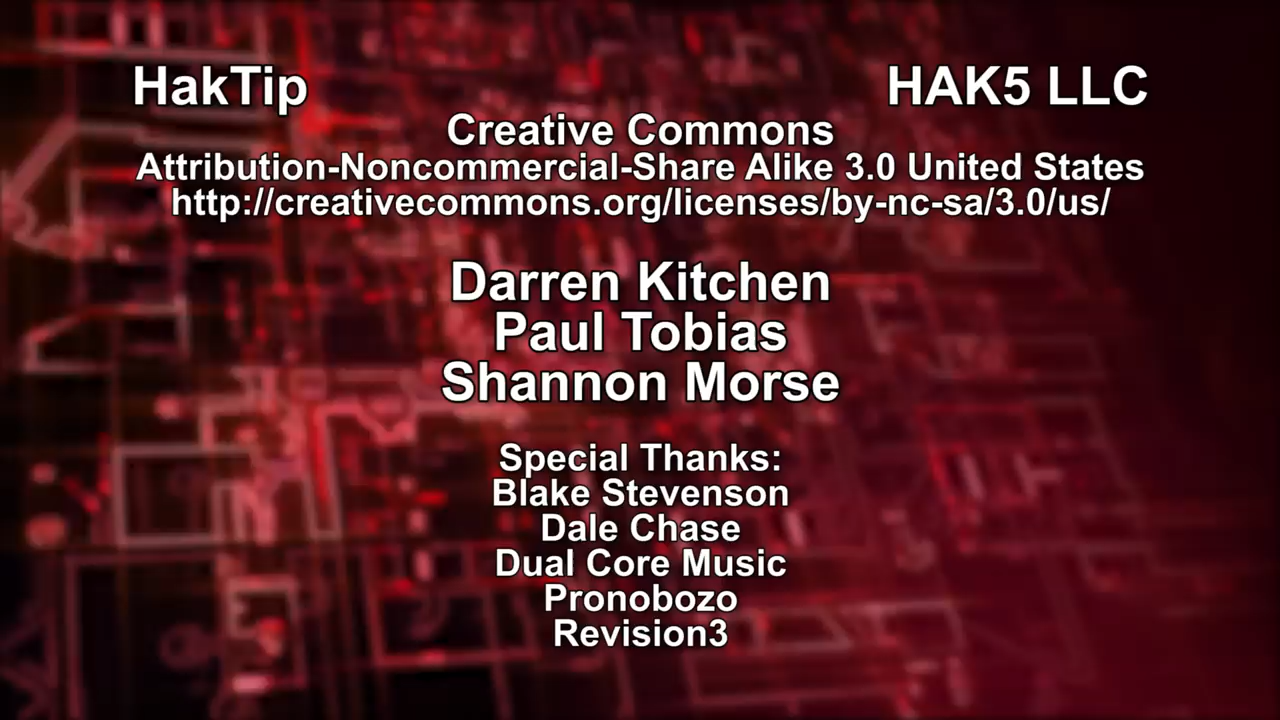 HakTip HAK5 LLC
Creative Commons
Attribution-Noncommercial-Share Alike 3.0 United States
http://creativecommons.org/licenses/by-nc-sa/3.0/us/
Darren Kitchen
Paul Tobias
Shannon Morse
Special Thanks:
Blake Stevenson
Dale Chase
Dual Core Music
Pronobozo
Revision3